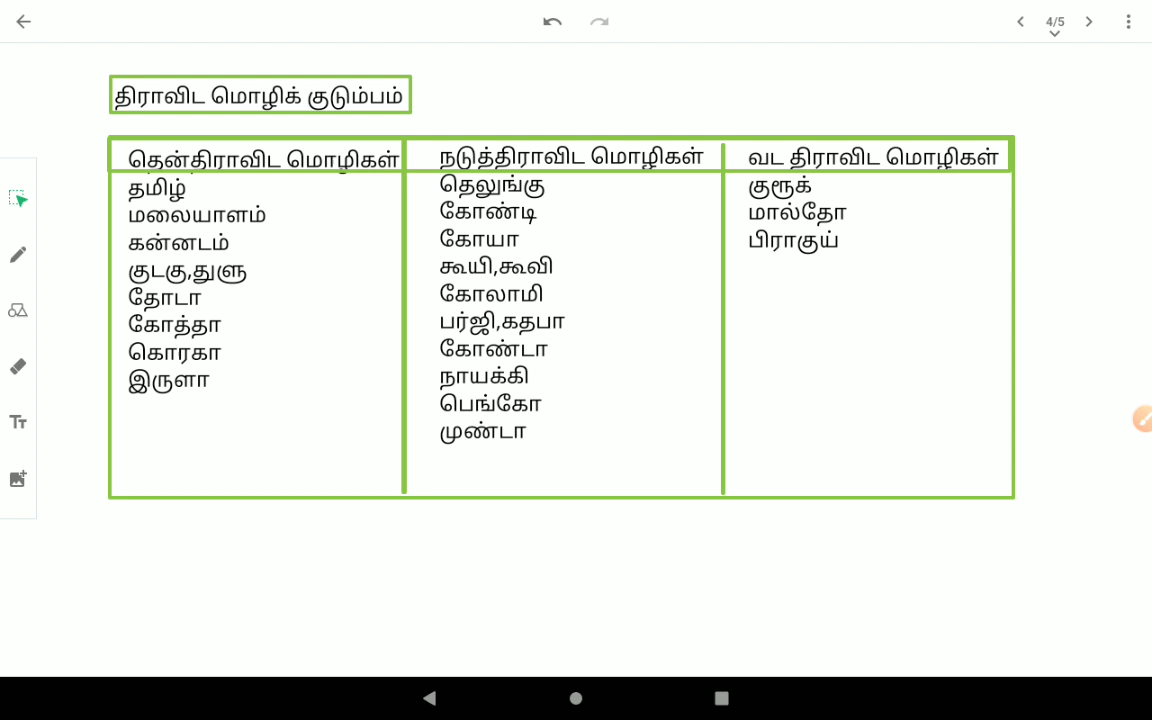 4/5
திராவிட மொழிக் குடும்பம்
தென்திராவிட மொழிகள்
தமிழ்
மலையாளம்
கன்னடம்
குடகு,துளு
தோடா
கோத்தா
கொரகா
இருளா
நடுத்திராவிட மொழிகள்
தெலுங்கு
கோண்டி
கோயா
கூயி,கூவி
கோலாமி
பர்ஜி,கதபா
கோண்டா
நாயக்கி
பெங்கோ
முண்டா
வட திராவிட மொழிகள்
குரூக்
மால்தோ
பிராகுய்
Tт